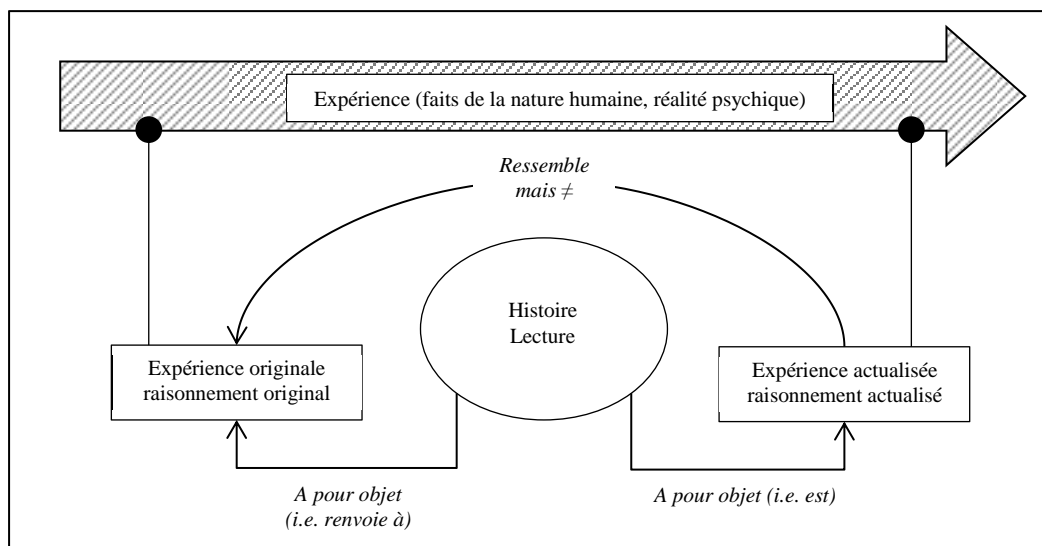 Expérience (faits de la nature humaine, réalité psychique)
Ressemble
mais ≠
Histoire
Lecture
Expérience originale
raisonnement original
Expérience actualisée
raisonnement actualisé
A pour objet
(i.e. renvoie à)
A pour objet (i.e. est)